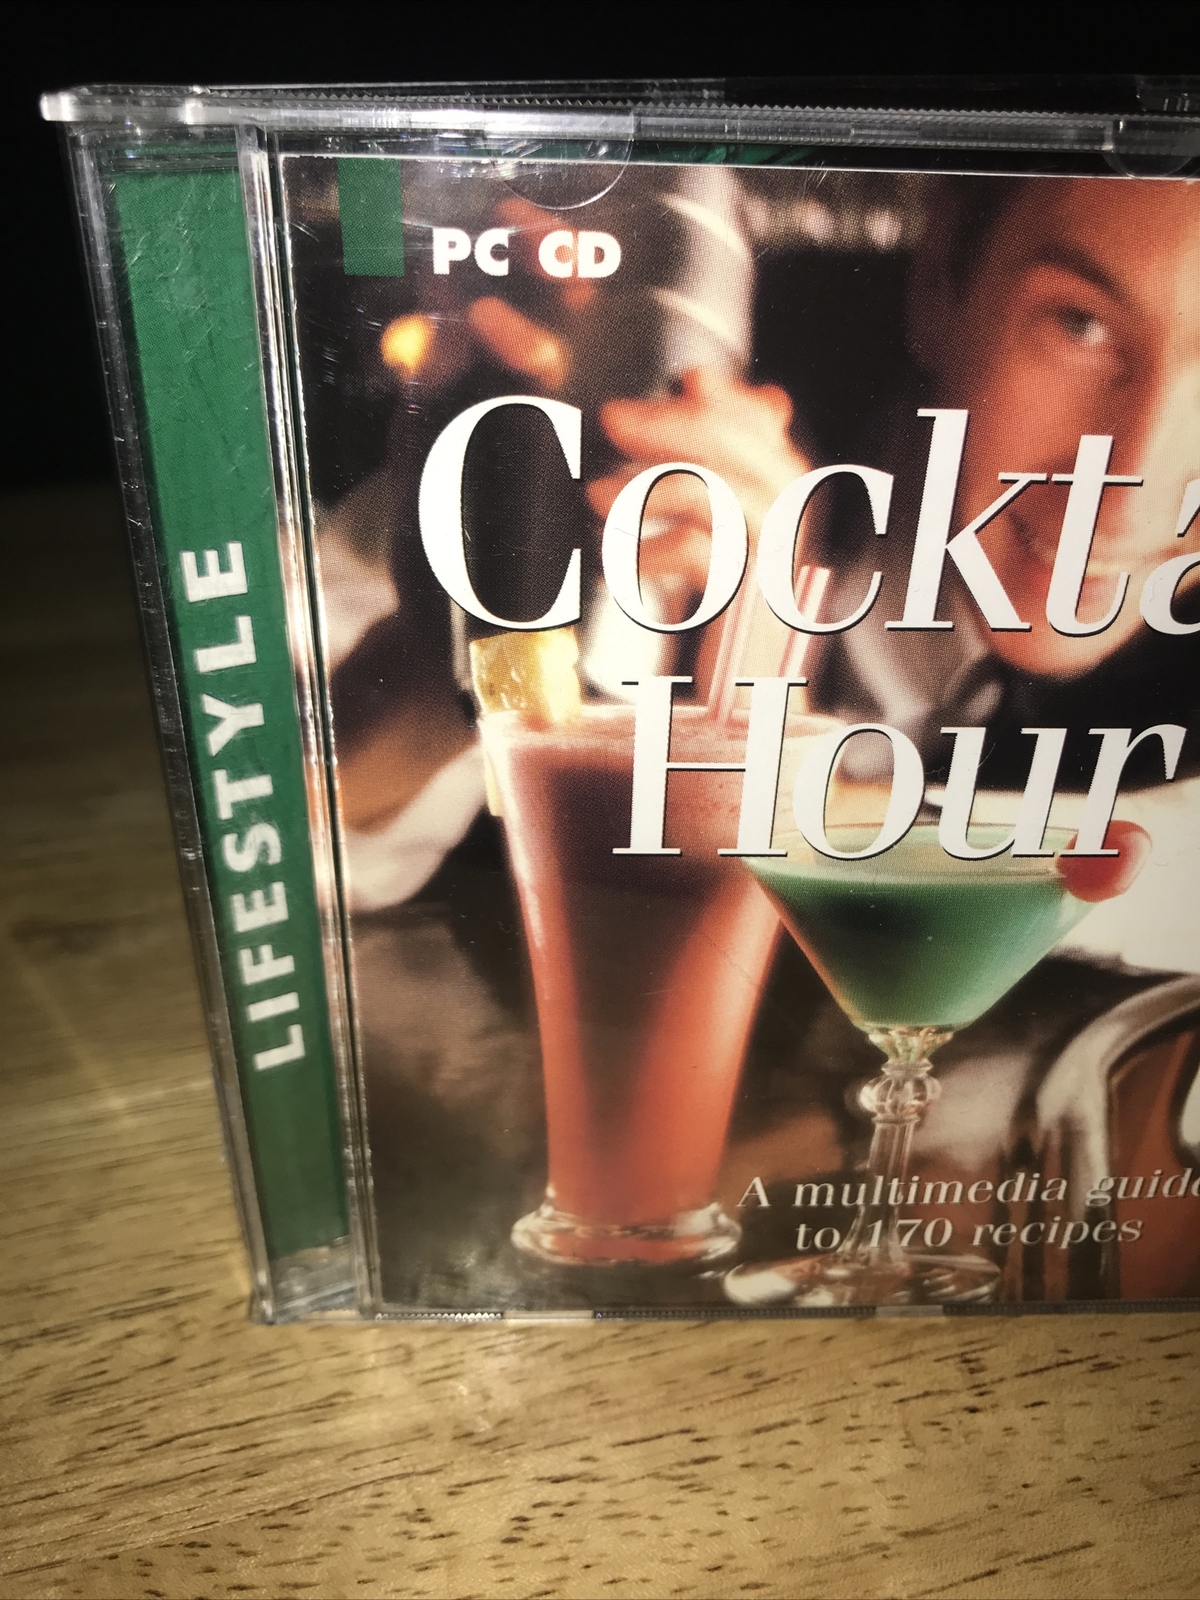 LIFESTYLE
PC CD
Cockta
Hour
A multimedia guide
to 170 recipes